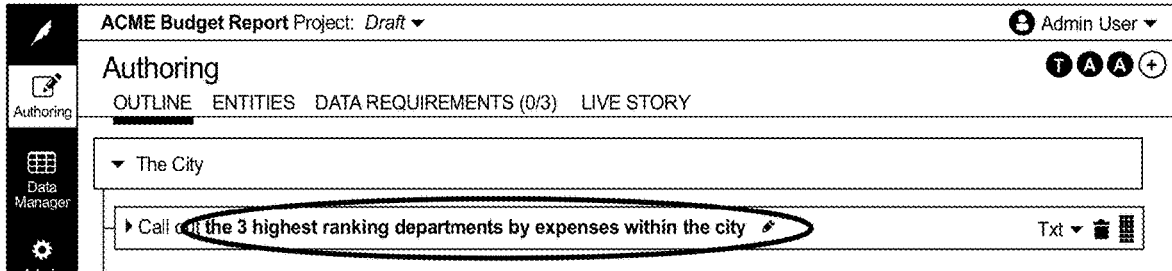 ACME Budget Report Project: Draft
Admin User
Authoring
T A A +
OUTLINE ENTITIES DATA REQUIREMENTS (0/3) LIVE STORY
Authoring
The City
Data
Manager
Call out the 3 highest ranking departments by expenses within the city
Txt